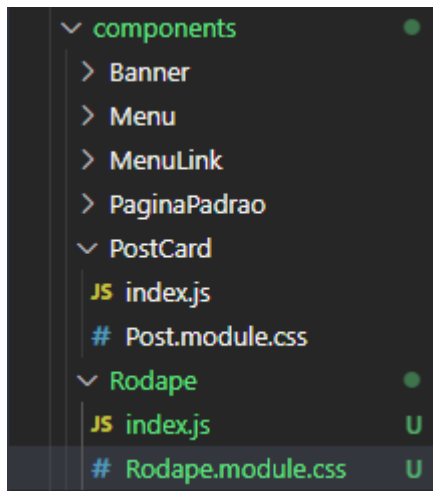 components
Banner
Menu
MenuLink
PaginaPadrao
PostCard
JS index.js
# Post.module.css
Rodape
JS index.js U
# Rodape.module.css U